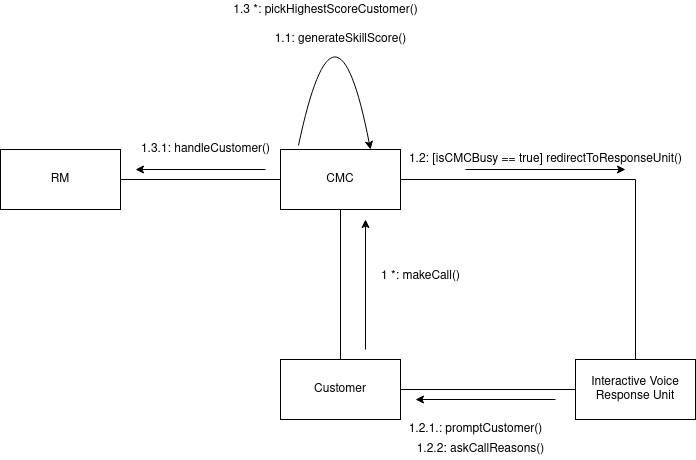 1.3 *: pickHighestScoreCustomer()
1.1: generateSkillScore()
1.3.1: handleCustomer()
1.2: [isCMCBusy == true] redirectToResponseUnit()
RM
CMC
1 *: makeCall()
Customer
Interactive Voice
Response Unit
1.2.1.: promptCustomer()
1.2.2: askCallReasons()